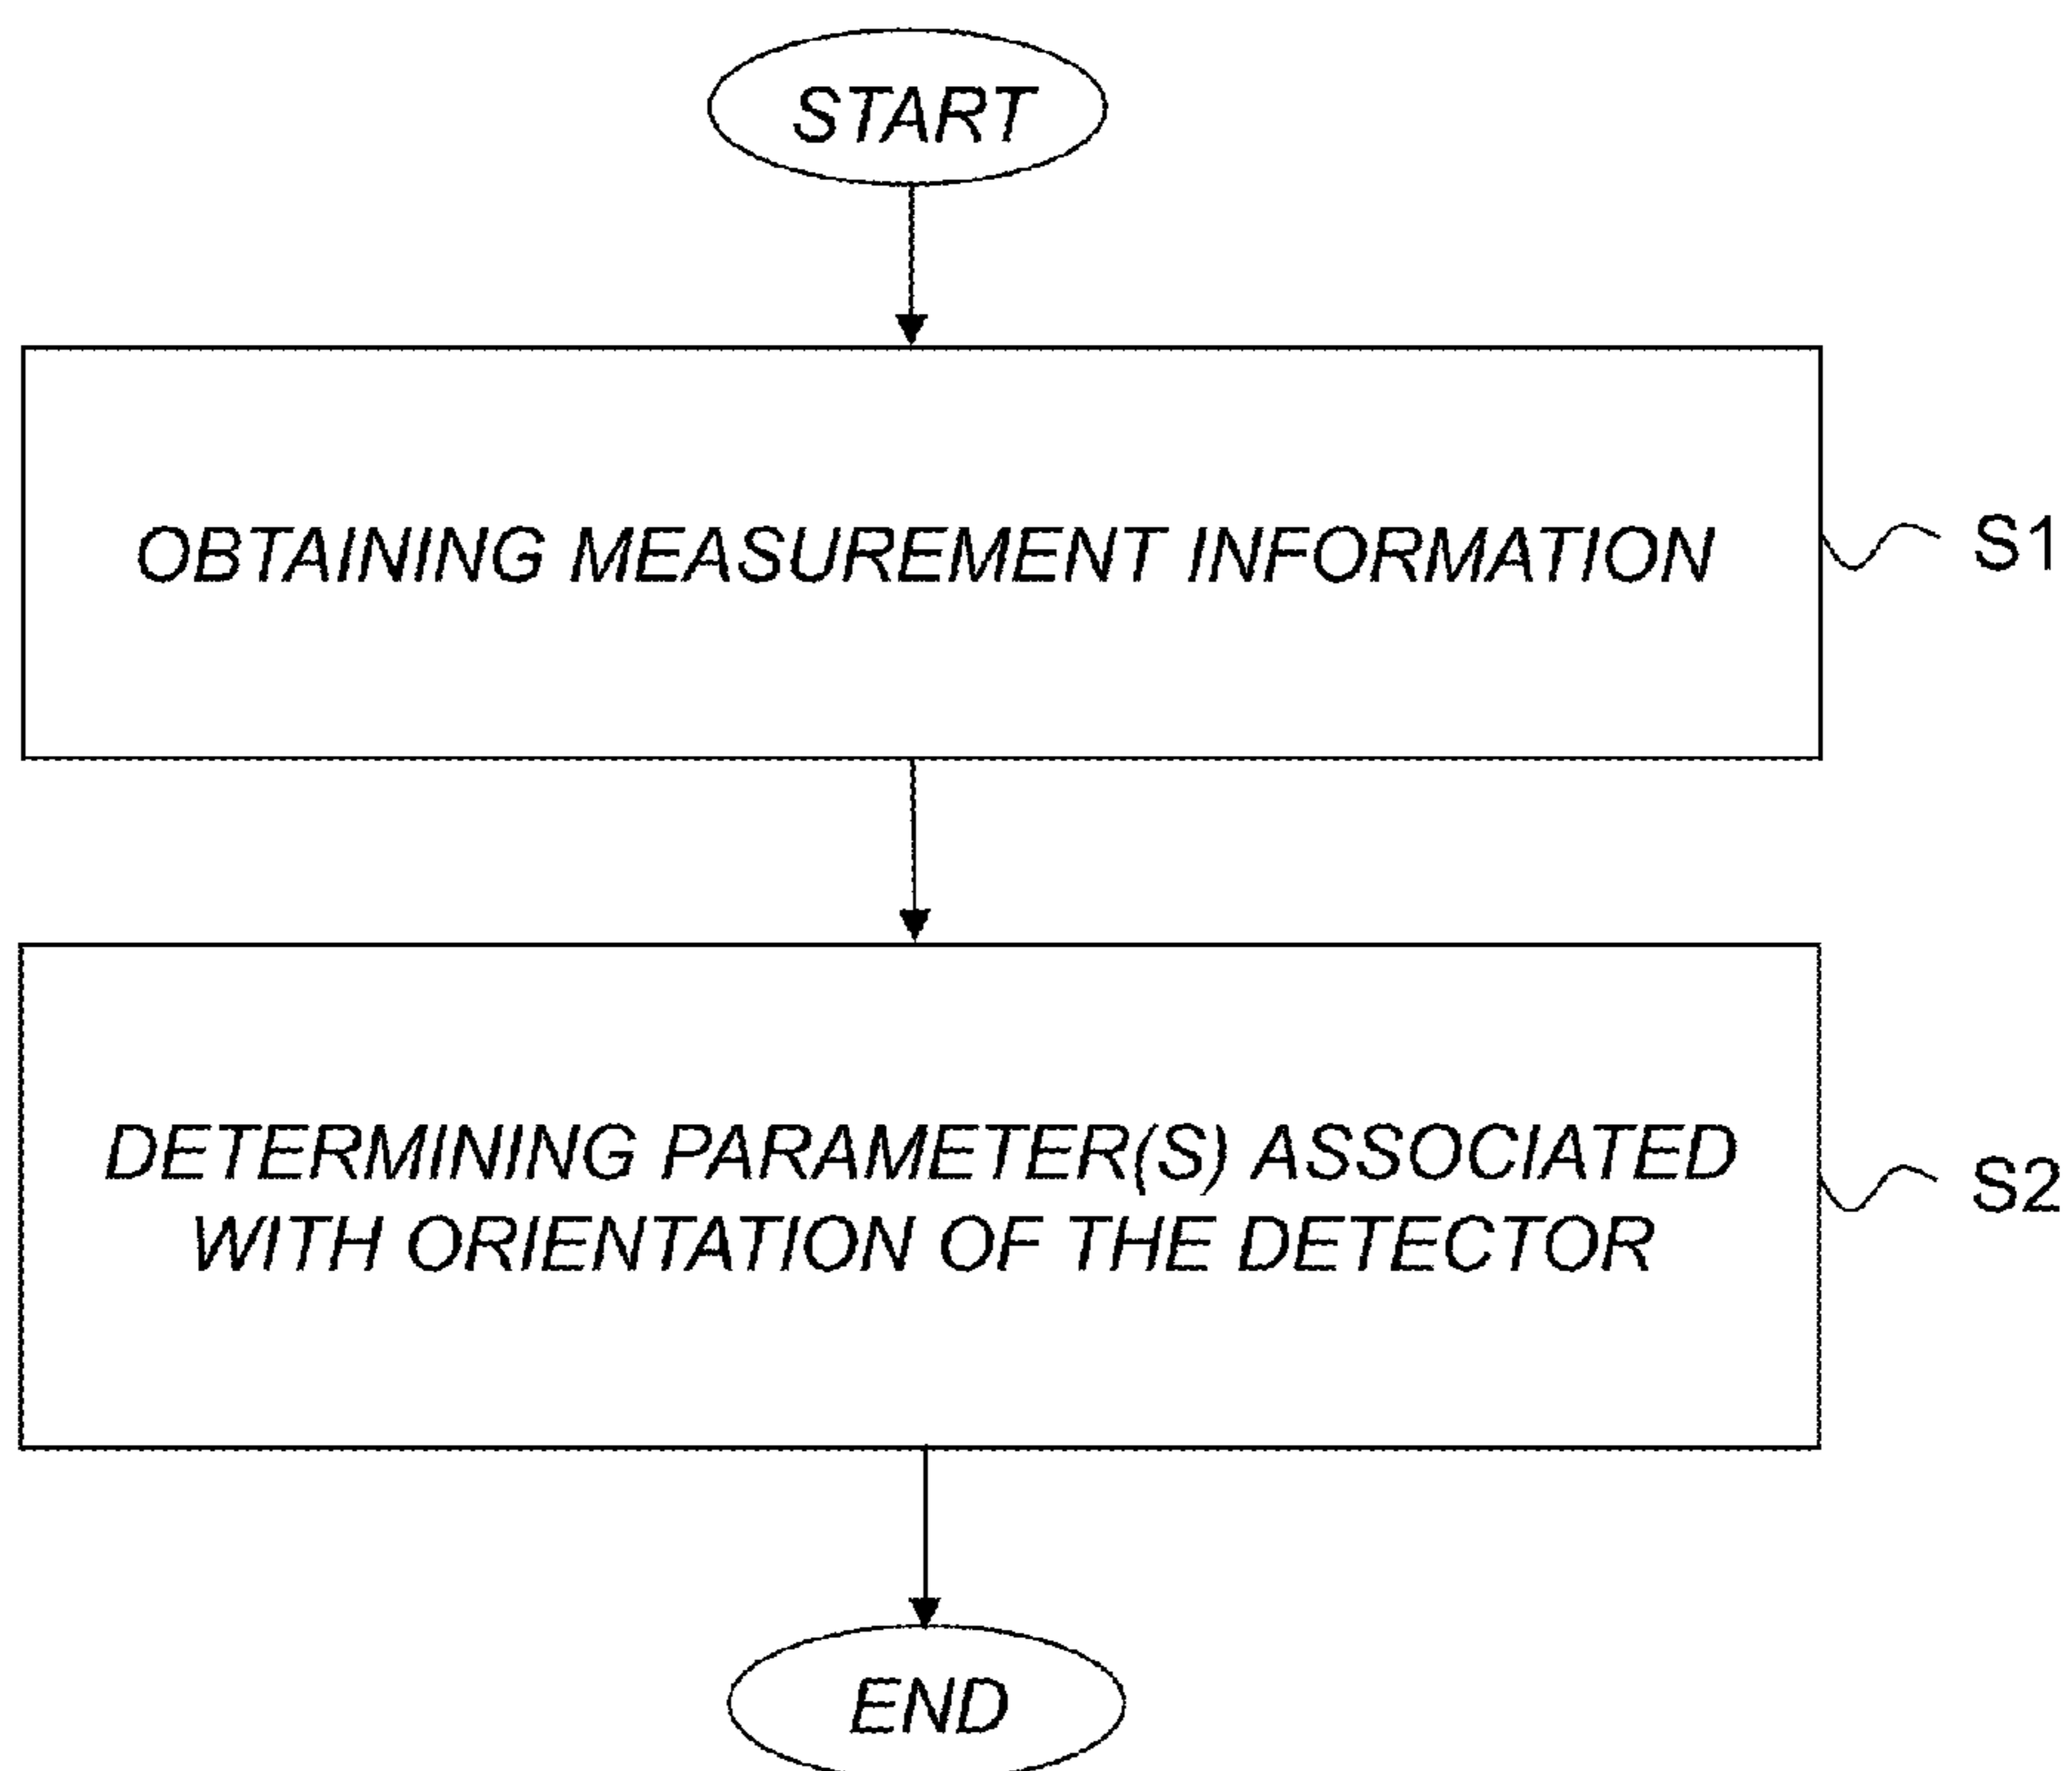 START
OBTAINING MEASUREMENT INFORMATION
S1
DETERMINING PARAMETER(S) ASSOCIATED
WITH ORIENTATION OF THE DETECTOR
S2
END